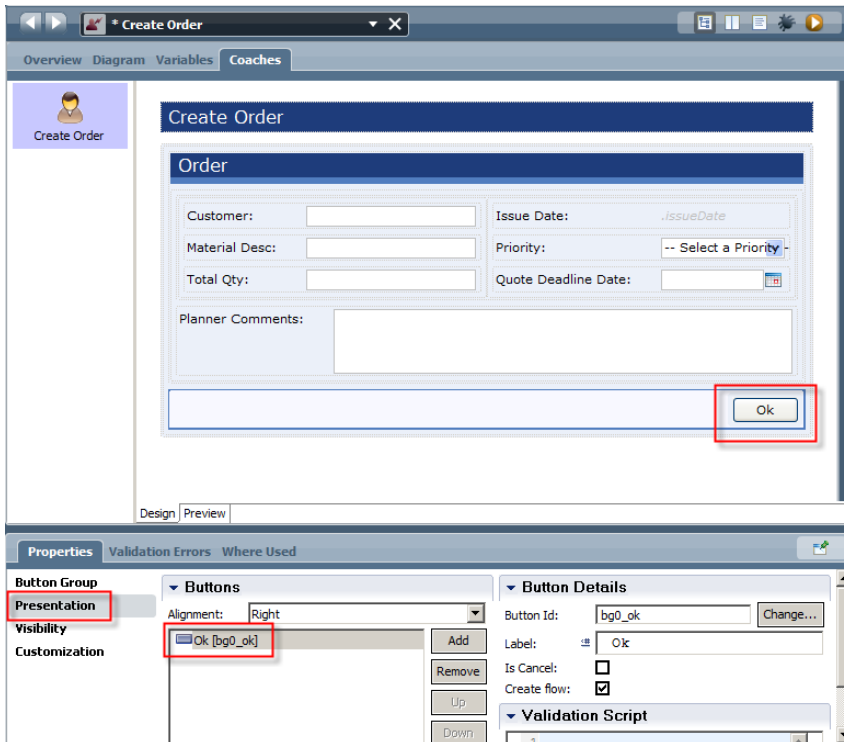 * Create Order
Overview Diagram Variables Coaches
Create Order
Create Order
Order
Customer:
Issue Date:
.issueDate
Material Desc:
Priority:
-- Select a Priority -
Total Qty:
Quote Deadline Date:
Planner Comments:
Ok
Design Preview
Properties Validation Errors Where Used
Button Group
Presentation
Visibility
Customization
Buttons
Alignment: Right
Ok [bg0_ok]
Add
Remove
Up
Down
Button Details
Button Id: bg0_ok Change...
Label: Ok
Is Cancel:
Create flow:
Validation Script
1